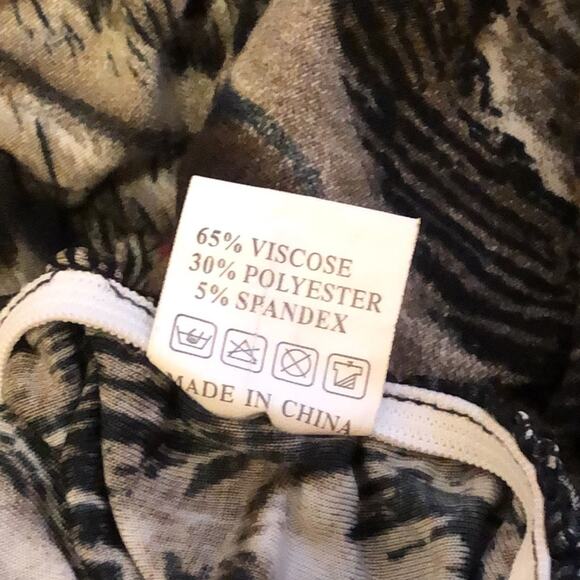 65% VISCOSE
30% POLYESTER
5% SPANDEX
MADE IN CHINA